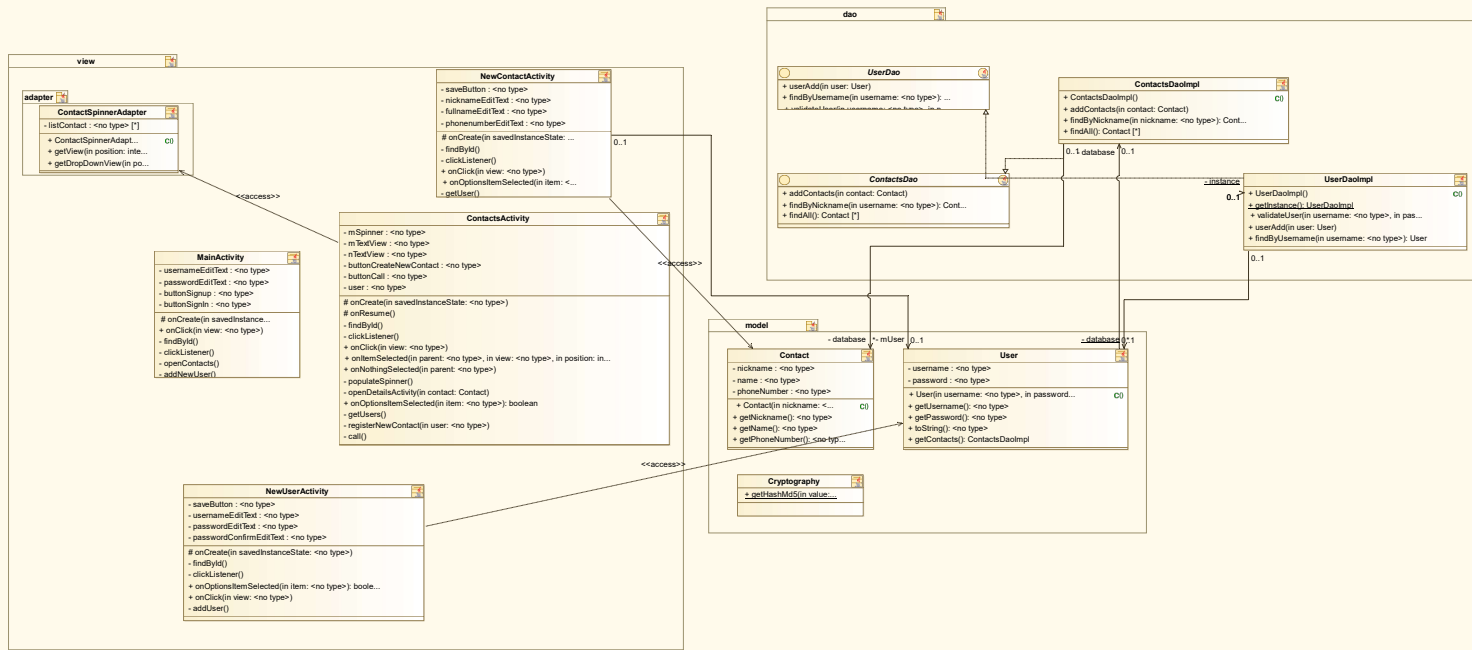 view
adapter
ContactSpinnerAdapter
- listContact : <no type> [*]
+ ContactSpinnerAdapt...
+ getView(in position: inte...
+ getDropDownView(in po...
C()
NewContactActivity
- saveButton : <no type>
- nicknameEditText : <no type>
- fullnameEditText : <no type>
- phonenumberEditText : <no type>
# onCreate(in savedInstanceState: ...
- findById()
- clickListener()
+ onClick(in view: <no type>)
+ onOptionsItemSelected(in item: <...
- getUser()
0..1
<<access>>
<<access>>
ContactsActivity
- mSpinner : <no type>
- mTextView : <no type>
- nTextView : <no type>
- buttonCreateNewContact : <no type>
- buttonCall : <no type>
- user : <no type>
# onCreate(in savedInstanceState: <no type>)
# onResume()
- findById()
- clickListener()
+ onClick(in view: <no type>)
+ onItemSelected(in parent: <no type>, in view: <no type>, in position: in...
+ onNothingSelected(in parent: <no type>)
- populateSpinner()
- openDetailsActivity(in contact: Contact)
+ onOptionsItemSelected(in item: <no type>): boolean
- getUsers()
- registerNewContact(in user: <no type>)
- call()
MainActivity
- usernameEditText : <no type>
- passwordEditText : <no type>
- buttonSignup : <no type>
- buttonSignIn : <no type>
# onCreate(in savedInstance...
+ onClick(in view: <no type>)
- findById()
- clickListener()
- openContacts()
- addNewUser()
<<access>>
NewUserActivity
- saveButton : <no type>
- usernameEditText : <no type>
- passwordEditText : <no type>
- passwordConfirmEditText : <no type>
# onCreate(in savedInstanceState: <no type>)
- findById()
- clickListener()
+ onOptionsItemSelected(in item: <no type>): boole...
+ onClick(in view: <no type>)
- addUser()
dao
UserDao
+ userAdd(in user: User)
+ findByUsername(in username: <no type>): ...
ContactsDaoImpl
+ ContactsDaoImpl()
+ addContacts(in contact: Contact)
+ findByNickname(in nickname: <no type>): Cont...
+ findAll(): Contact [*]
C()
0..1
- database
0..1
ContactsDao
+ addContacts(in contact: Contact)
+ findByNickname(in username: <no type>): Cont...
+ findAll(): Contact [*]
- instance
0..1
UserDaoImpl
+ UserDaoImpl()
+ getInstance(): UserDaoImpl
+ validateUser(in username: <no type>, in pas...
+ userAdd(in user: User)
+ findByUsername(in username: <no type>): User
C()
0..1
model
- database
*
- mUser
0..1
- database
Contact
- nickname : <no type>
- name : <no type>
- phoneNumber : <no type>
+ Contact(in nickname: <...
+ getNickname(): <no type>
+ getName(): <no type>
+ getPhoneNumber(): <no typ...
C()
User
- username : <no type>
- password : <no type>
+ User(in username: <no type>, in password...
+ getUsername(): <no type>
+ getPassword(): <no type>
+ toString(): <no type>
+ getContacts(): ContactsDaoImpl
C()
Cryptography
+ getHashMd5(in value:...